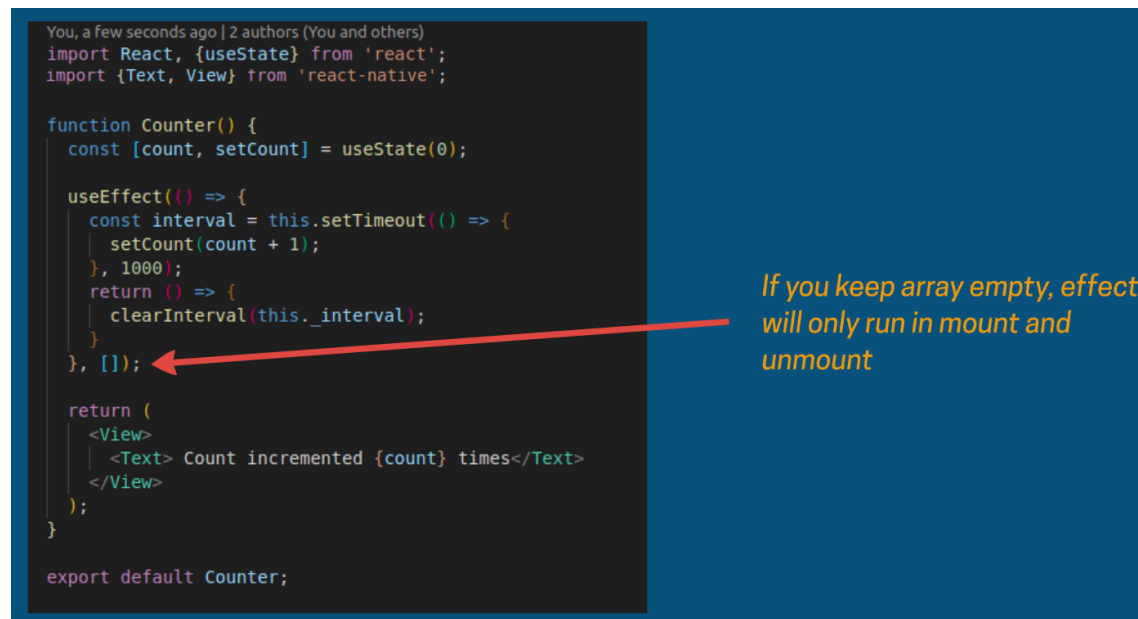 You, a few seconds ago | 2 authors (You and others)
import React, {useState} from 'react';
import {Text, View} from 'react-native';
function Counter() {
const [count, setCount] = useState(0);
useEffect(() => {
const interval = this.setTimeout(() => {
setCount(count + 1);
}, 1000);
return () => {
clearInterval(this._interval);
}
}, []);
return (
<View>
<Text> Count incremented {count} times</Text>
</View>
);
}
export default Counter;
If you keep array empty, effect
will only run in mount and
unmount